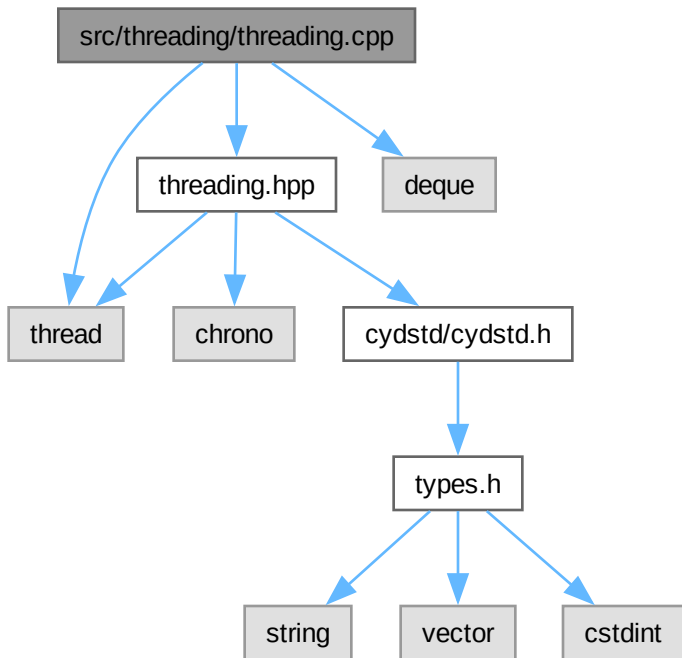 src/threading/threading.cpp
threading.hpp
deque
thread
chrono
cydstd/cydstd.h
types.h
string
vector
cstdint